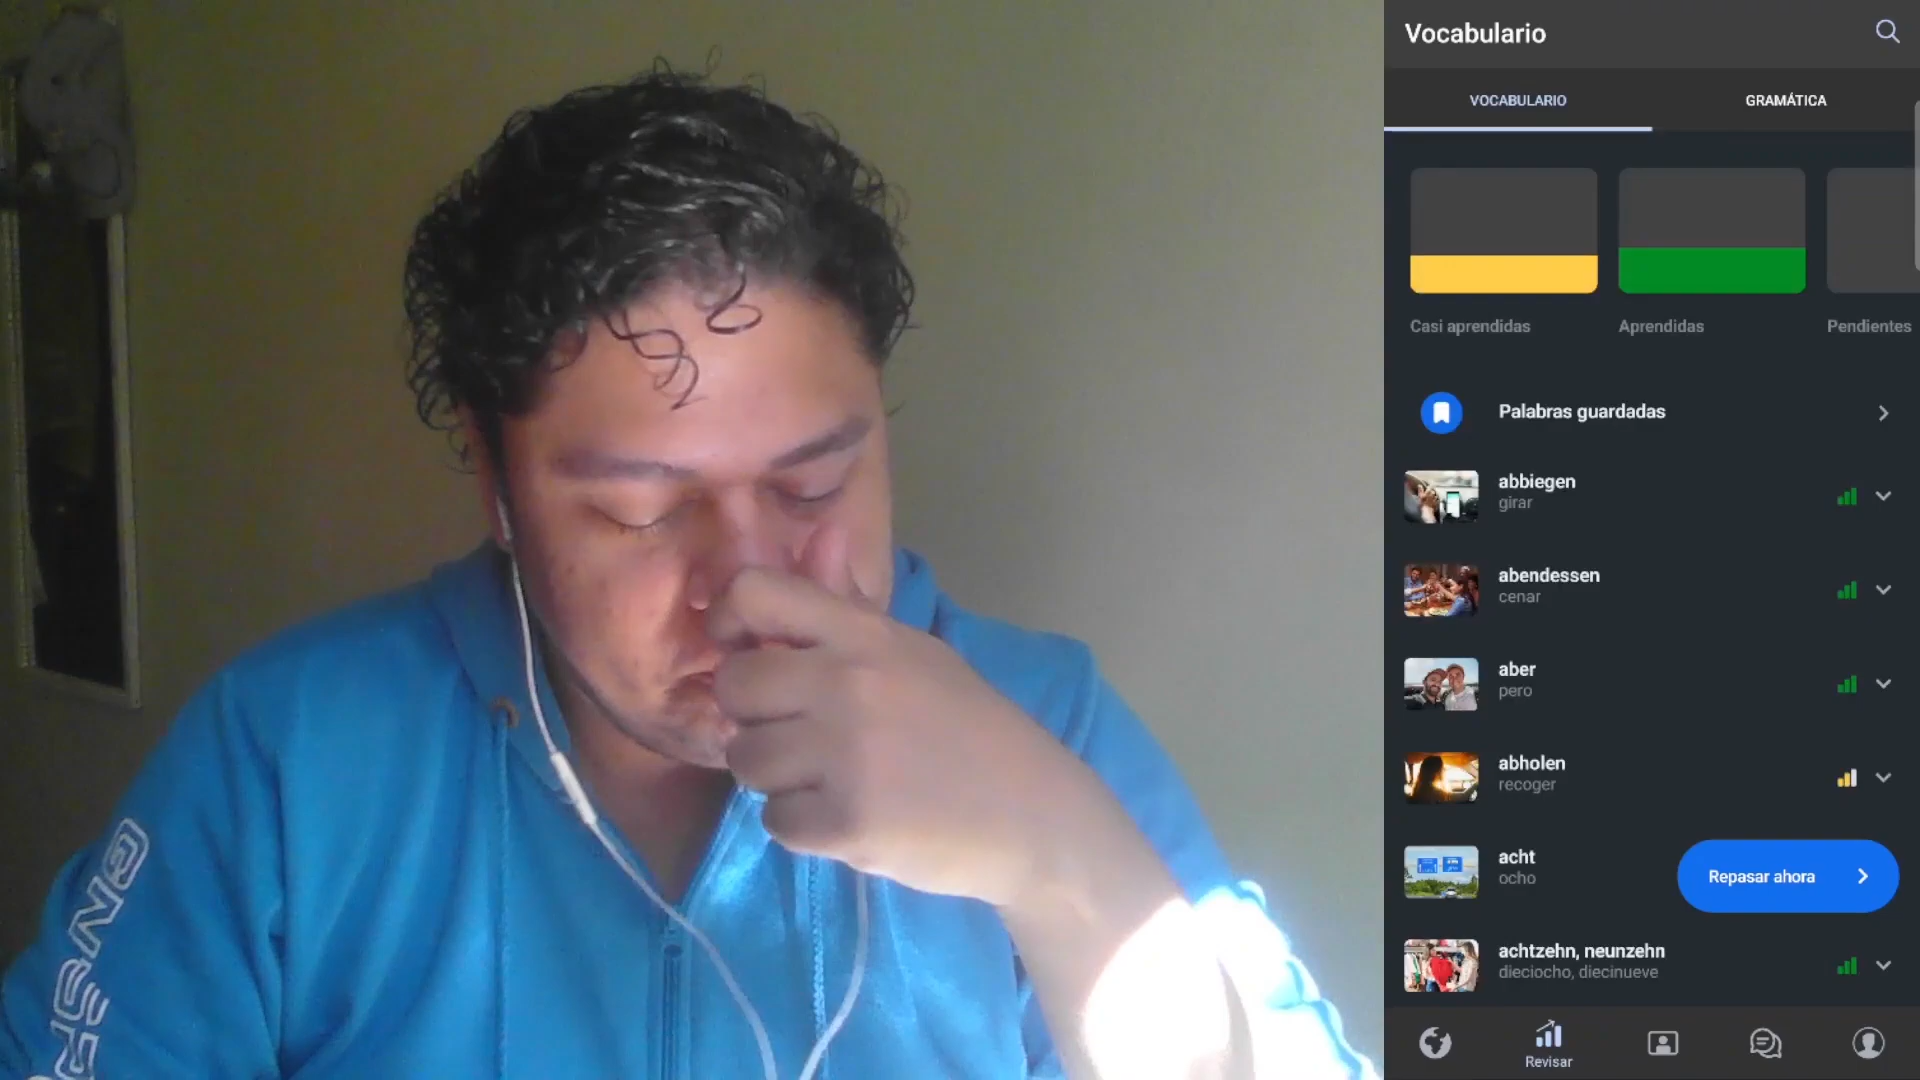 Vocabulario
VOCABULARIO
GRAMÁTICA
Casi aprendidas
Aprendidas
Pendientes
Palabras guardadas
abbiegen
girar
abendessen
cenar
aber
pero
abholen
recoger
acht
ocho
Repasar ahora
achtzehn, neunzehn
dieciocho, diecinueve
Revisar